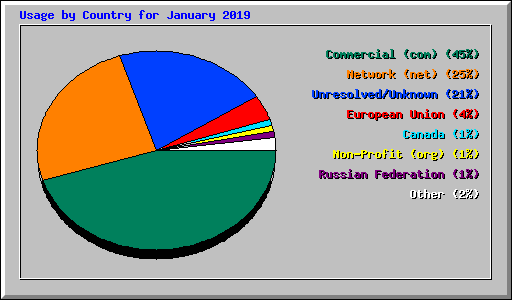 Usage by Country for January 2019
Commercial (com) (45%)
Network (net) (25%)
Unresolved/Unknown (21%)
European Union (4%)
Canada (1%)
Non-Profit (org) (1%)
Russian Federation (1%)
Other (2%)